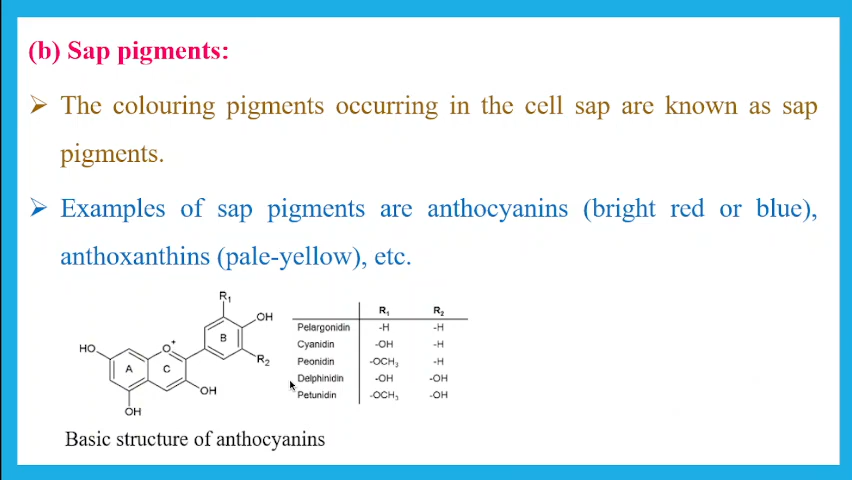 (b) Sap pigments:
➢ The colouring pigments occurring in the cell sap are known as sap
pigments.
➢ Examples of sap pigments are anthocyanins (bright red or blue),
anthoxanthins (pale-yellow), etc.
R₁
OH
B
HO
O⁺
R₂
A
C
OH
OH
R₁ R₂
Pelargonidin -H -H
Cyanidin -OH -H
Peonidin -OCH₃ -H
Delphinidin -OH -OH
Petunidin -OCH₃ -OH
Basic structure of anthocyanins